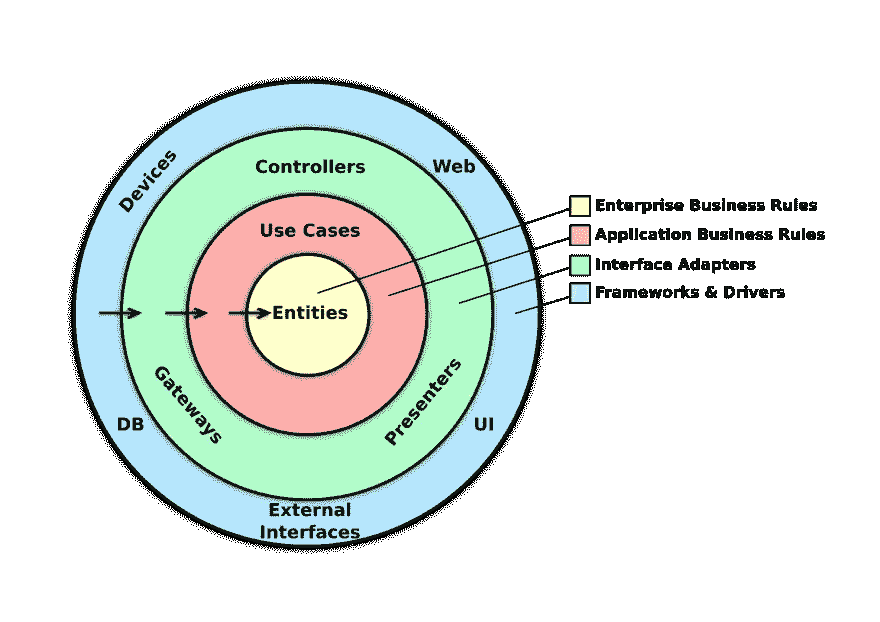 Devices
Controllers
Web
Use Cases
Entities
Gateways
Presenters
DB
UI
External
Interfaces
Enterprise Business Rules
Application Business Rules
Interface Adapters
Frameworks & Drivers